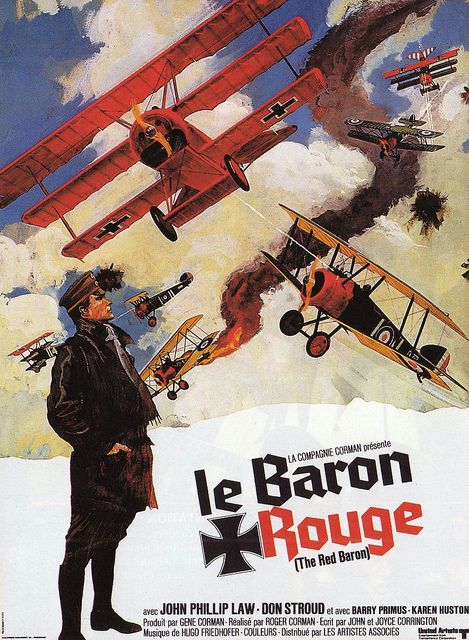 LA COMPAGNIE CORMAN présente
le Baron
Rouge
(The Red Baron)
avec JOHN PHILLIP LAW · DON STROUD et avec BARRY PRIMUS · KAREN HUSTON
Produit par GENE CORMAN · Réalisé par ROGER CORMAN · Ecrit par JOHN et JOYCE CORRINGTON
Musique de HUGO FRIEDHOFER · COULEURS · Distribué par LES ARTISTES ASSOCIES
United Artists